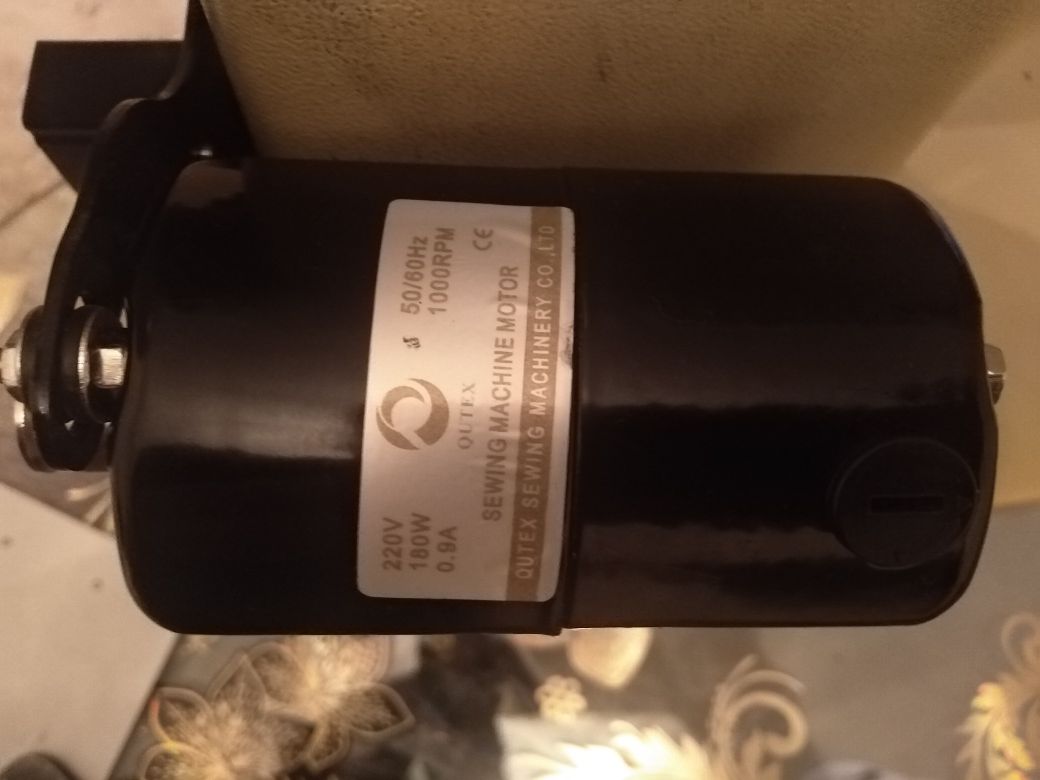 220V
180W
0.9A
QUTEX
50/60Hz
1000RPM
CE
SEWING MACHINE MOTOR
QUTEX SEWING MACHINERY CO.,LTD